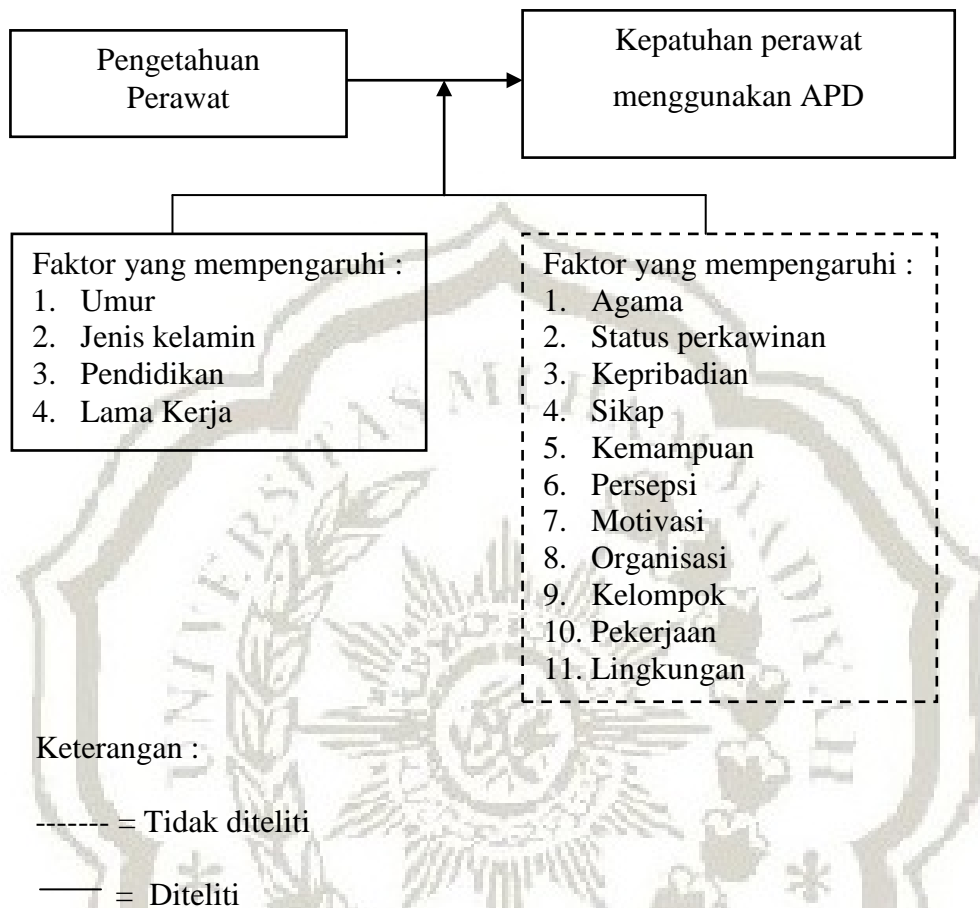 Pengetahuan
Perawat
Kepatuhan perawat
menggunakan APD
Faktor yang mempengaruhi :
1. Umur
2. Jenis kelamin
3. Pendidikan
4. Lama Kerja
Faktor yang mempengaruhi :
1. Agama
2. Status perkawinan
3. Kepribadian
4. Sikap
5. Kemampuan
6. Persepsi
7. Motivasi
8. Organisasi
9. Kelompok
10. Pekerjaan
11. Lingkungan
Keterangan :
------- = Tidak diteliti
_____ = Diteliti